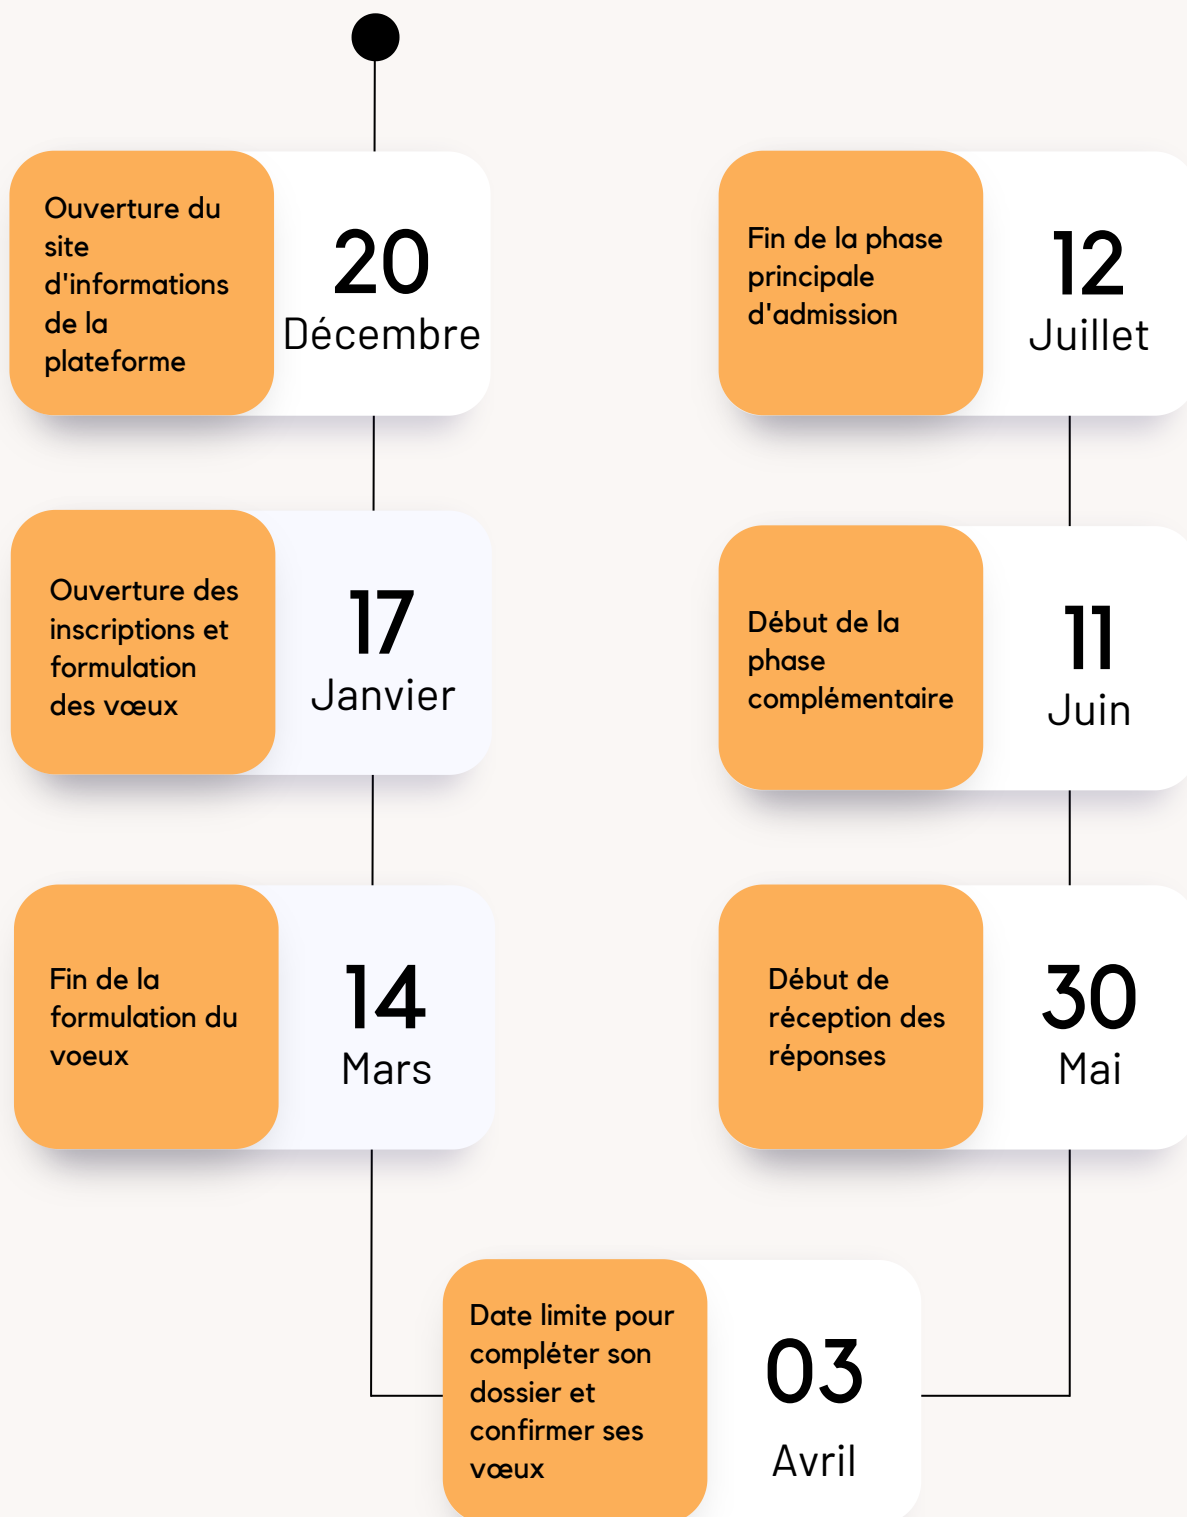 Ouverture du
site
d'informations
de la
plateforme
20
Décembre
Ouverture des
inscriptions et
formulation
des vœux
17
Janvier
Fin de la
formulation du
voeux
14
Mars
Date limite pour
compléter son
dossier et
confirmer ses
vœux
03
Avril
Début de
réception des
réponses
30
Mai
Début de la
phase
complémentaire
11
Juin
Fin de la phase
principale
d'admission
12
Juillet